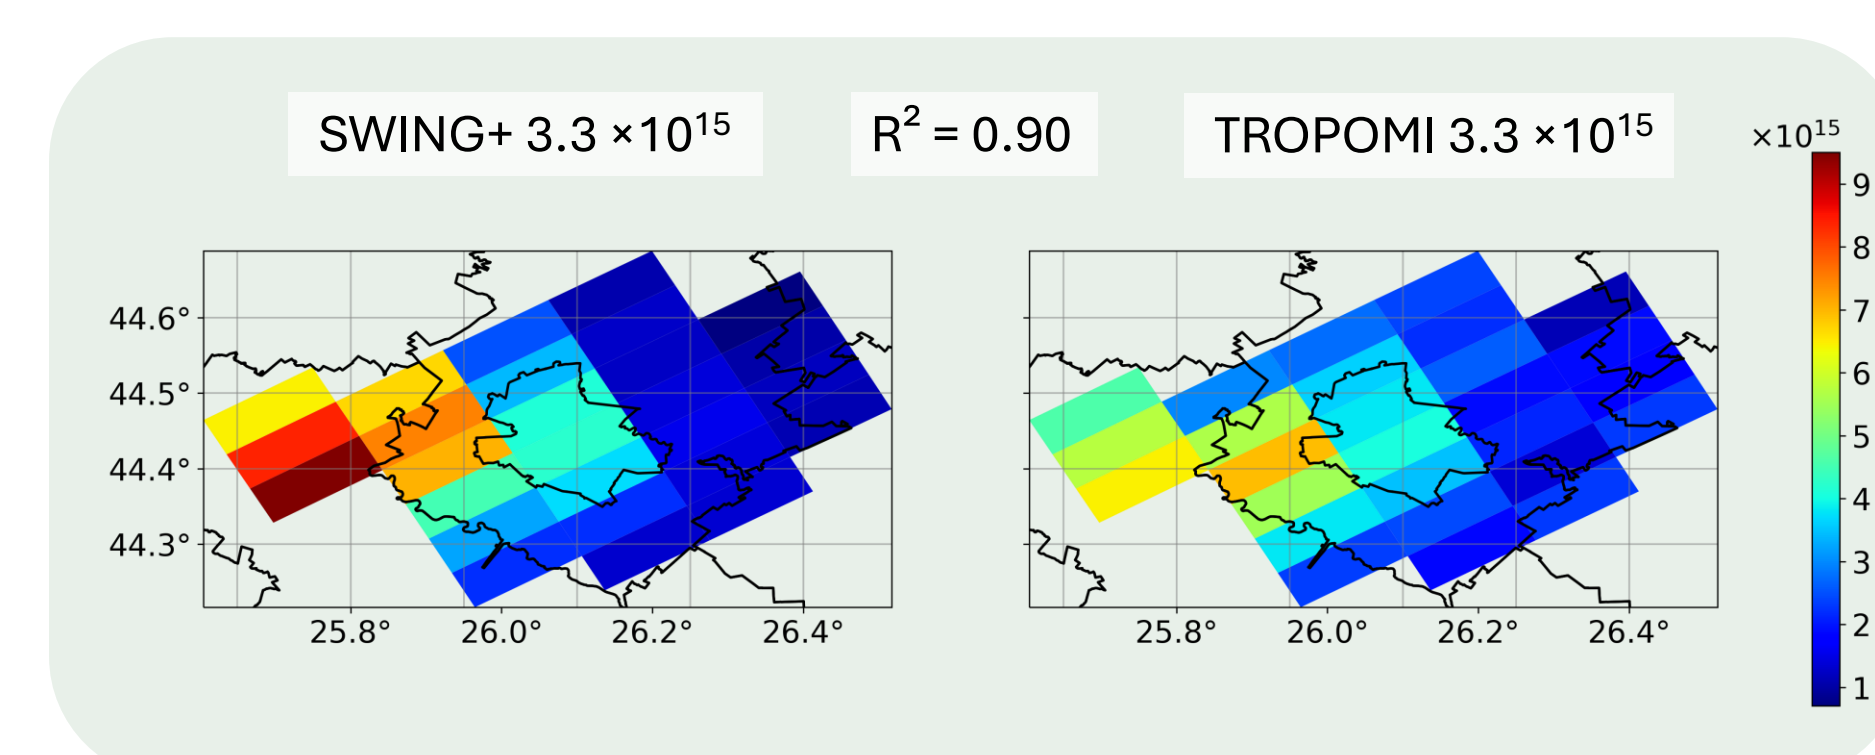 SWING+ 3.3 ×10¹⁵
R² = 0.90
TROPOMI 3.3 ×10¹⁵
×10¹⁵
9
8
7
6
5
4
3
2
1
44.6°
44.5°
44.4°
44.3°
25.8° 26.0° 26.2° 26.4°
25.8° 26.0° 26.2° 26.4°